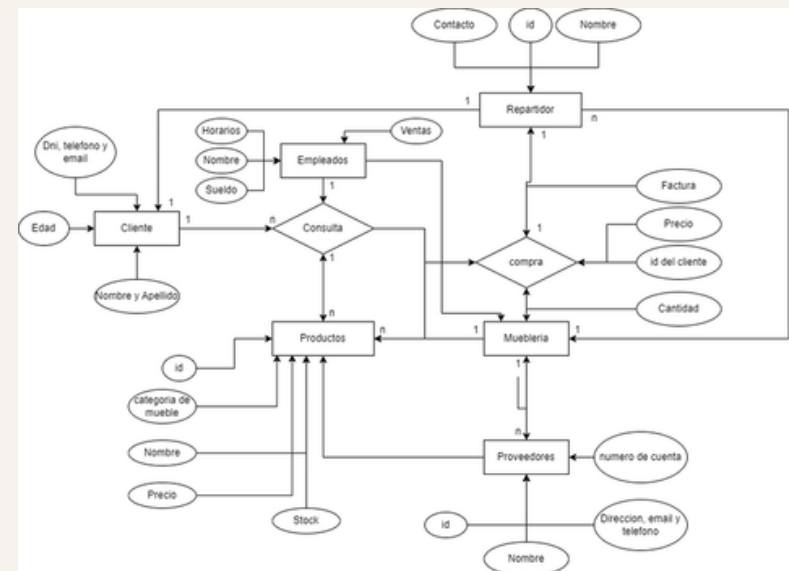 Contacto
id
Nombre
1
Repartidor
n
1
Horarios
Ventas
Dni, telefono y
email
Nombre
Empleados
Sueldo
1
Factura
1
1
n
Edad
Cliente
Consulta
1
Precio
compra
id del cliente
1
Nombre y Apellido
Cantidad
n
Productos
n
1
Mueblería
1
id
1
categoria de
mueble
n
Nombre
Proveedores
numero de cuenta
Precio
Stock
id
Direccion, email y
telefono
Nombre